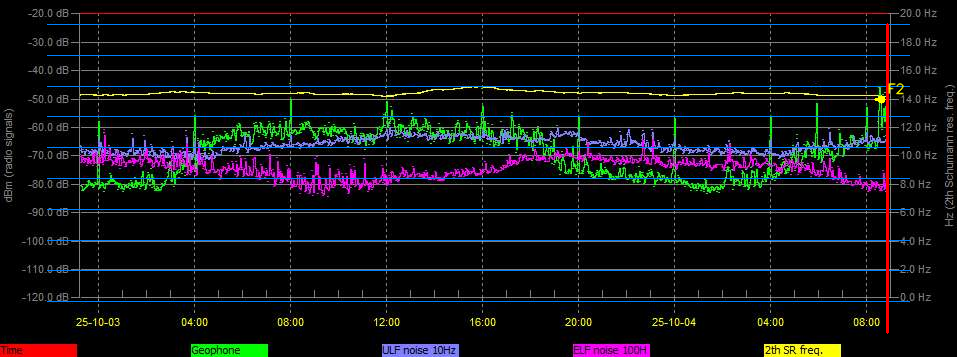 -20.0 dB 20.0 Hz
-30.0 dB 18.0 Hz
-40.0 dB 16.0 Hz
F2
-50.0 dB 14.0 Hz
-60.0 dB 12.0 Hz
-70.0 dB 10.0 Hz
-80.0 dB 8.0 Hz
-90.0 dB 6.0 Hz
-100.0 dB 4.0 Hz
-110.0 dB 2.0 Hz
-120.0 dB 0.0 Hz
dBm (radio signals)
Hz (2th Schumann res. freq.)
25-10-03 04:00 08:00 12:00 16:00 20:00 25-10-04 04:00 08:00
Time Geophone ULF noise 10Hz ELF noise 100H 2th SR freq.